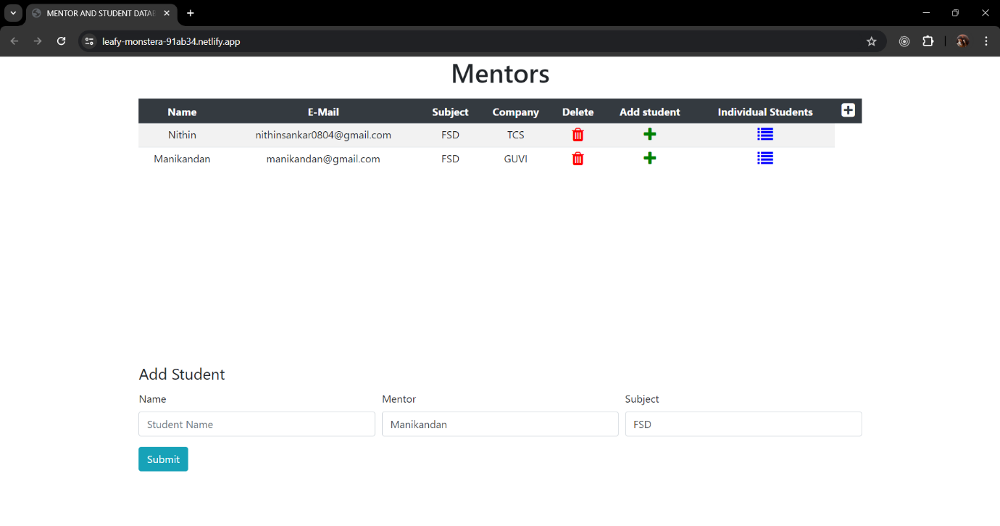 MENTOR AND STUDENT DATAB
leafy-monstera-91ab34.netlify.app
Mentors
Name E-Mail Subject Company Delete Add student Individual Students
Nithin nithinsankar0804@gmail.com FSD TCS
Manikandan manikandan@gmail.com FSD GUVI
Add Student
Name Mentor Subject
Student Name Manikandan FSD
Submit